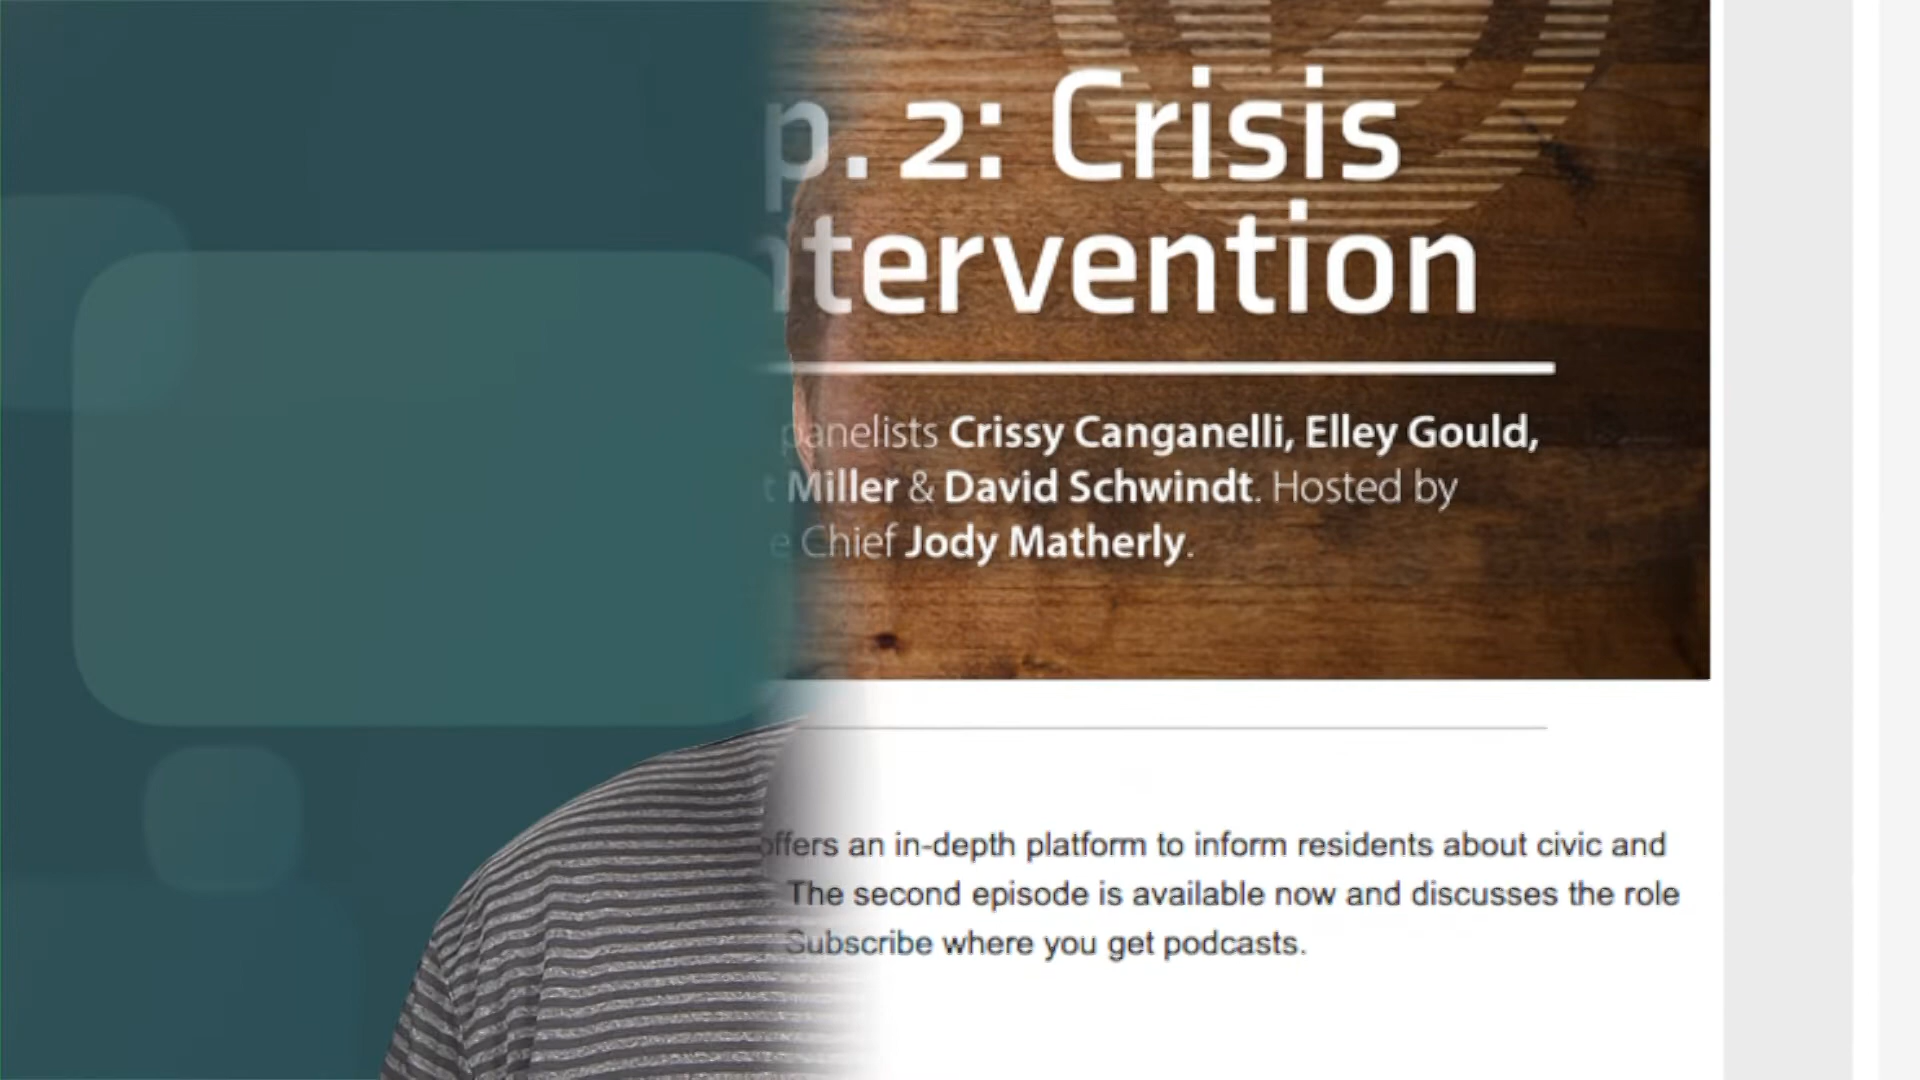 p. 2: Crisis
ntervention
panelists Crissy Canganelli, Elley Gould,
t Miller & David Schwindt. Hosted by
e Chief Jody Matherly.
offers an in-depth platform to inform residents about civic and
The second episode is available now and discusses the role
Subscribe where you get podcasts.